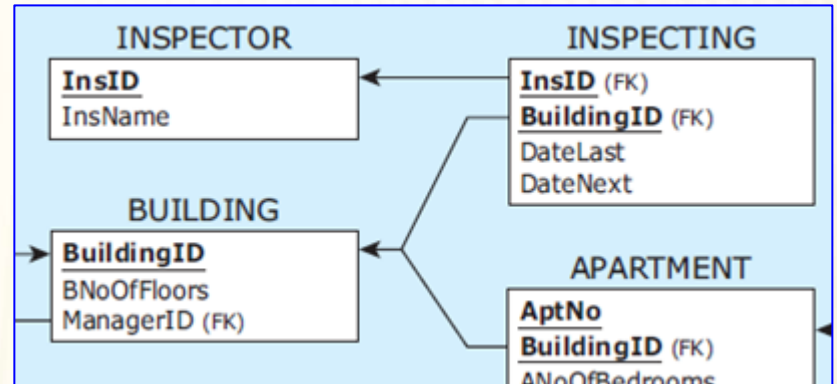 INSPECTOR
InsID
InsName
INSPECTING
InsID (FK)
BuildingID (FK)
DateLast
DateNext
BUILDING
BuildingID
BNoOfFloors
ManagerID (FK)
APARTMENT
AptNo
BuildingID (FK)
ANoOfBedrooms